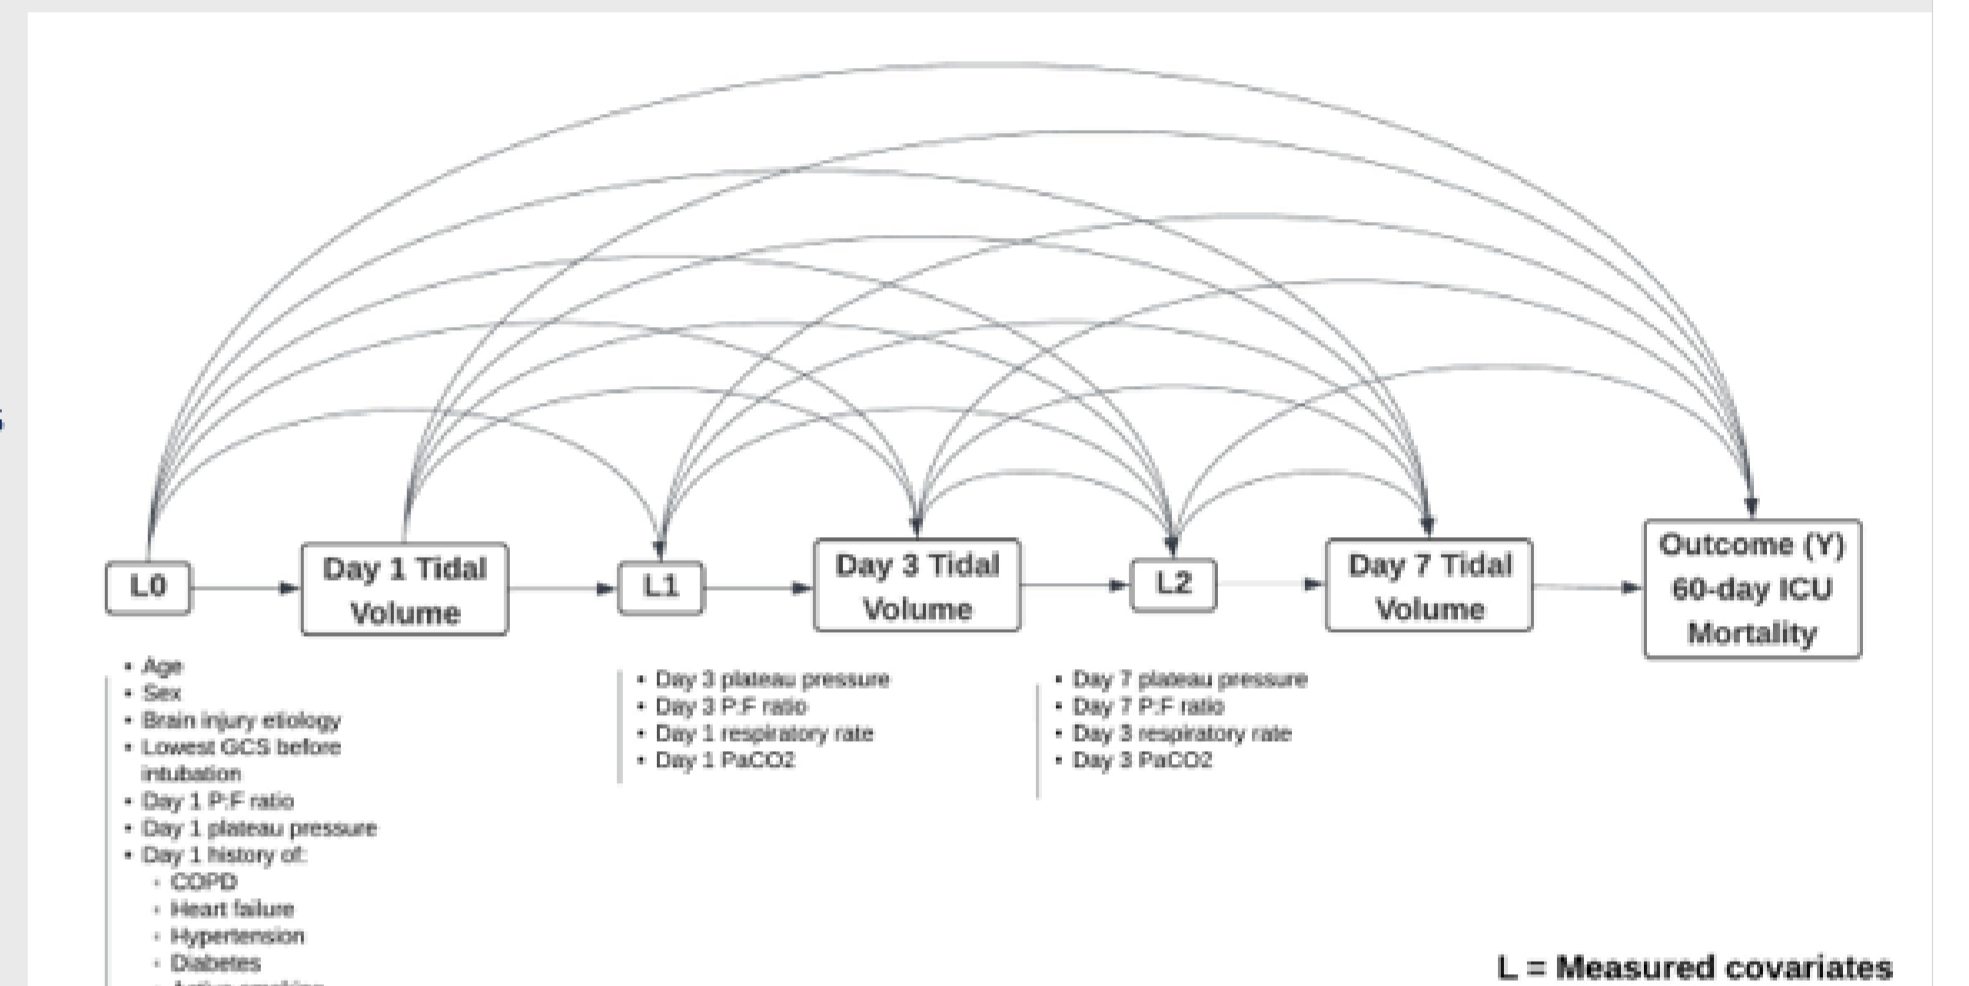 L0
Day 1 Tidal
Volume
L1
Day 3 Tidal
Volume
L2
Day 7 Tidal
Volume
Outcome (Y)
60-day ICU
Mortality
• Age
• Sex
• Brain injury etiology
• Lowest GCS before
intubation
• Day 1 P:F ratio
• Day 1 plateau pressure
• Day 1 history of:
◦ COPD
◦ Heart failure
◦ Hypertension
◦ Diabetes
◦ Active smoking
• Day 3 plateau pressure
• Day 3 P:F ratio
• Day 1 respiratory rate
• Day 1 PaCO2
• Day 7 plateau pressure
• Day 7 P:F ratio
• Day 3 respiratory rate
• Day 3 PaCO2
L = Measured covariates